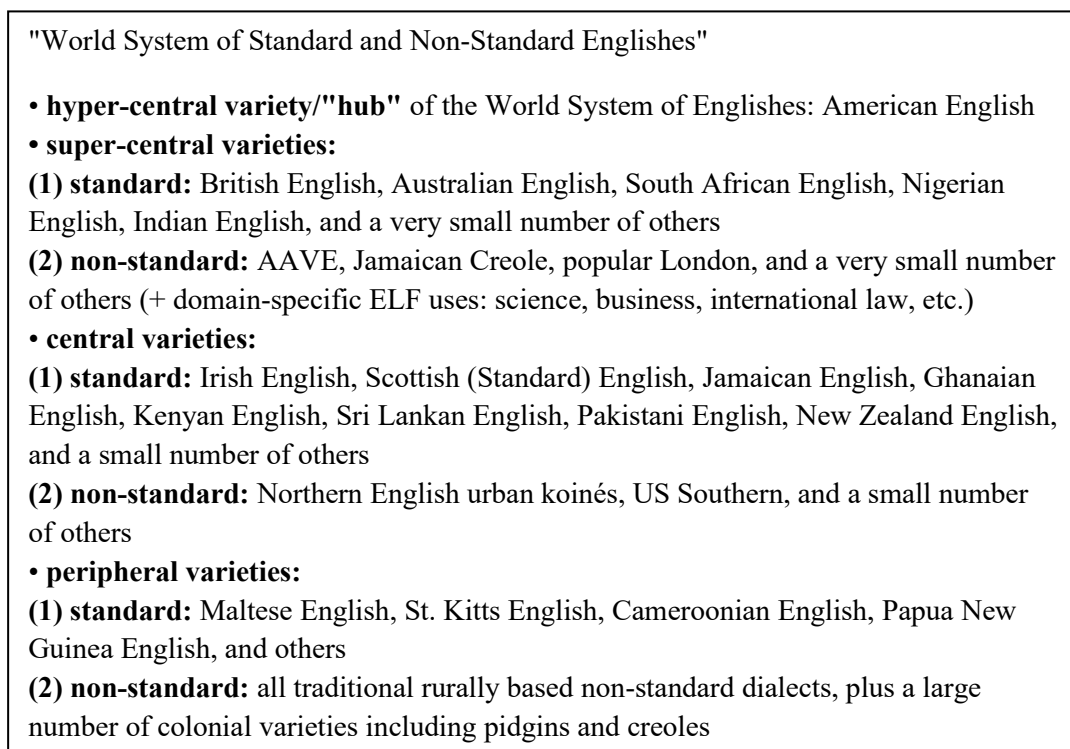 "World System of Standard and Non-Standard Englishes"
• hyper-central variety/"hub" of the World System of Englishes: American English
• super-central varieties:
(1) standard: British English, Australian English, South African English, Nigerian
English, Indian English, and a very small number of others
(2) non-standard: AAVE, Jamaican Creole, popular London, and a very small number
of others (+ domain-specific ELF uses: science, business, international law, etc.)
• central varieties:
(1) standard: Irish English, Scottish (Standard) English, Jamaican English, Ghanaian
English, Kenyan English, Sri Lankan English, Pakistani English, New Zealand English,
and a small number of others
(2) non-standard: Northern English urban koinés, US Southern, and a small number
of others
• peripheral varieties:
(1) standard: Maltese English, St. Kitts English, Cameroonian English, Papua New
Guinea English, and others
(2) non-standard: all traditional rurally based non-standard dialects, plus a large
number of colonial varieties including pidgins and creoles